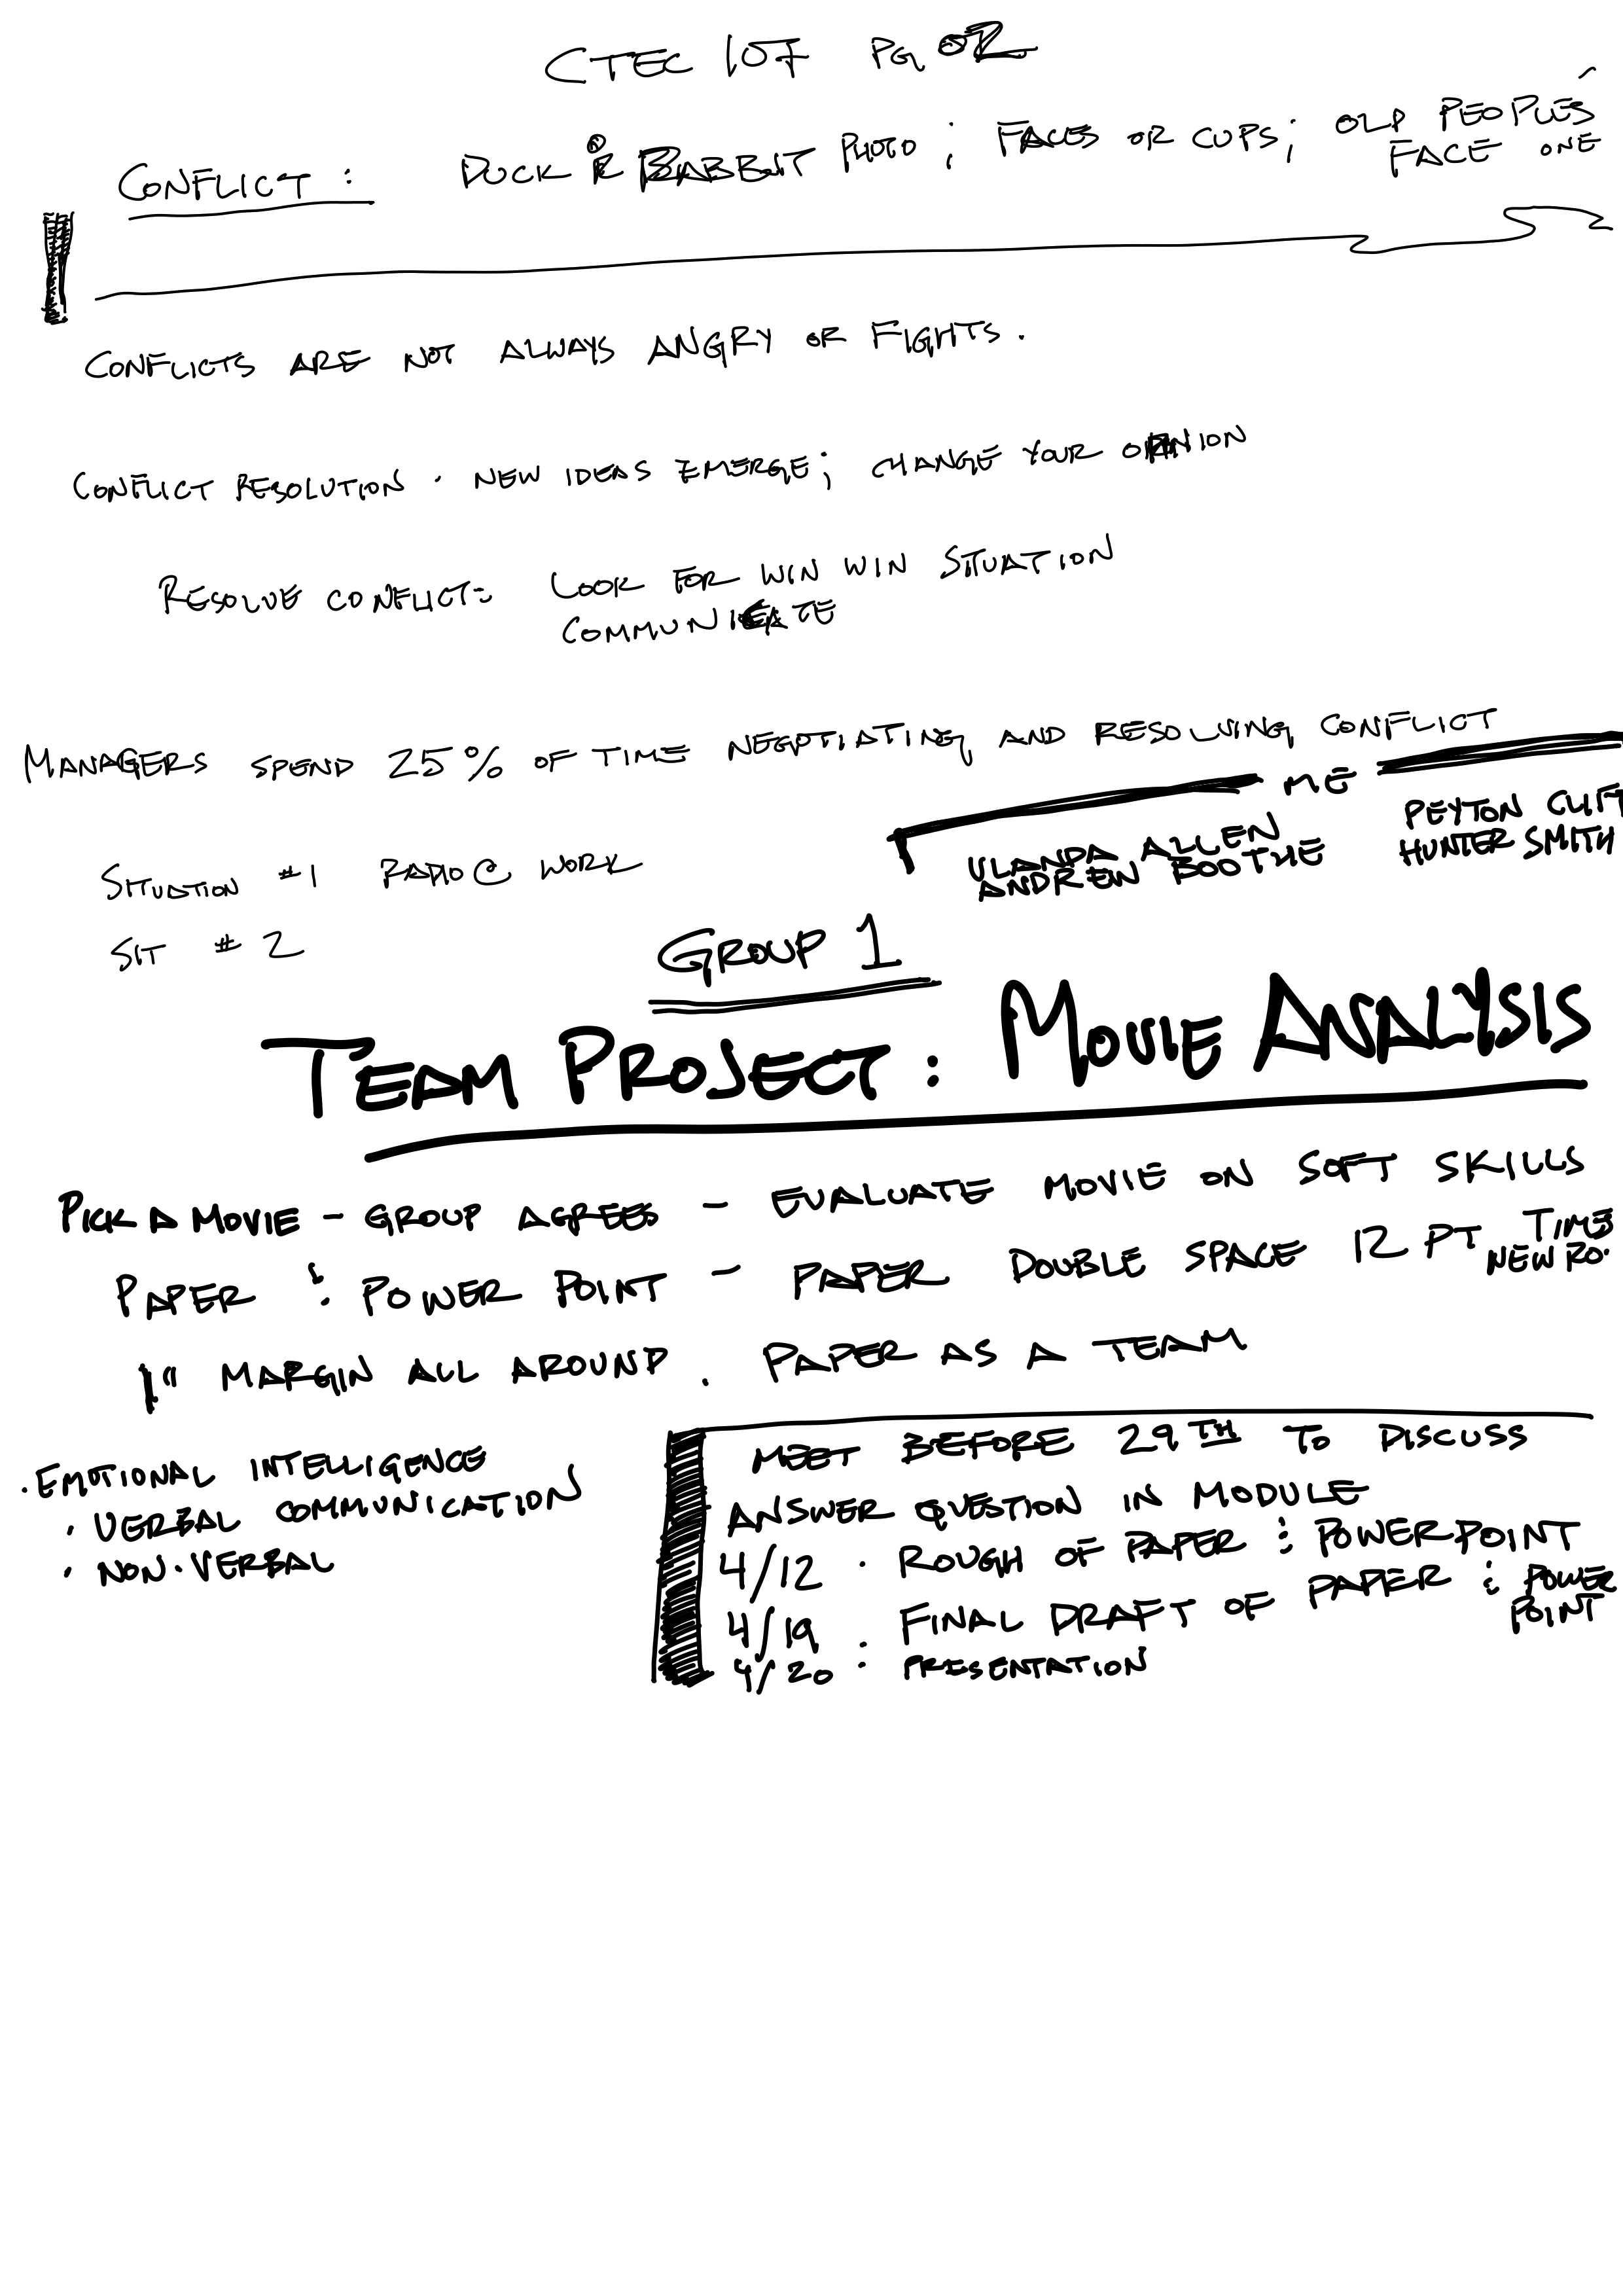 CTEC 107 PG 02
CONFLICT: DUCK & RABBIT PHOTO; FACES OR CUPS; OLD PEOPLE'S
FACE ONE
CONFLICTS ARE NOT ALWAYS ANGRY OR FIGHTS.
CONFLICT RESOLUTION · NEW IDEAS EMERGE; CHANGE YOUR OPINION
RESOLVE CONFLICT: LOOK FOR WIN WIN SITUATION
COMMUNICATE
MANAGERS SPEND 25% OF TIME NEGOTIATING AND RESOLVING CONFLICT
ME
ULANDA ALLEN
ANDREW BOOTHE
PEYTON CLIFT
HUNTER SMITH
SITUATION #1 RADIO @ WORK
SIT #2
GROUP 1
TEAM PROJECT: MOVIE ANALYSIS
PICK A MOVIE - GROUP AGREES - EVALUATE MOVIE ON SOFT SKILLS
PAPER & POWER POINT - PAPER DOUBLE SPACE 12 PT TIMES
NEW RO.
1" MARGIN ALL AROUND. PAPER AS A TEAM
· EMOTIONAL INTELLIGENCE
· VERBAL COMMUNICATION
· NON-VERBAL
MEET BEFORE 29TH TO DISCUSS
ANSWER QUESTION IN MODULE
4/12 · ROUGH OF PAPER & POWERPOINT
4/19 : FINAL DRAFT OF PAPER & POWER
POINT
4/20 : PRESENTATION